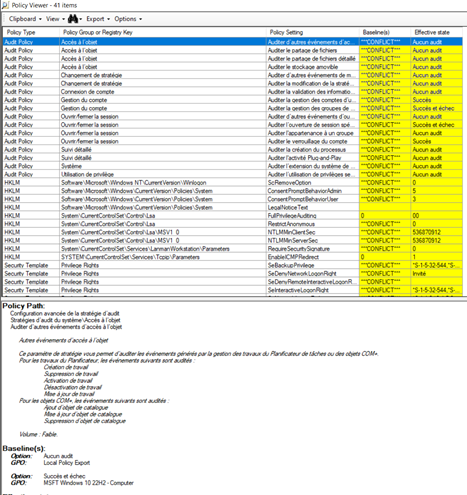 Policy Viewer - 41 items
Clipboard View Export Options
Policy Type Policy Group or Registry Key Policy Setting Baseline(s) Effective state
Audit Policy Accès à l'objet Auditer d'autres événements d'ac... ***CONFLICT*** Aucun audit
Audit Policy Accès à l'objet Auditer le partage de fichiers ***CONFLICT*** Aucun audit
Audit Policy Accès à l'objet Auditer le partage de fichiers détaillé ***CONFLICT*** Aucun audit
Audit Policy Accès à l'objet Auditer le stockage amovible ***CONFLICT*** Aucun audit
Audit Policy Changement de stratégie Auditer d'autres événements de m... ***CONFLICT*** Aucun audit
Audit Policy Changement de stratégie Auditer la modification de la straté... ***CONFLICT*** Aucun audit
Audit Policy Connexion de compte Auditer la validation des informatio... ***CONFLICT*** Aucun audit
Audit Policy Gestion du compte Auditer la gestion des comptes d'u... ***CONFLICT*** Succès
Audit Policy Gestion du compte Auditer la gestion des groupes de ... ***CONFLICT*** Succès et échec
Audit Policy Ouvrir/fermer la session Auditer d'autres événements d'ou... ***CONFLICT*** Aucun audit
Audit Policy Ouvrir/fermer la session Auditer l'ouverture de session spé... ***CONFLICT*** Succès et échec
Audit Policy Ouvrir/fermer la session Auditer l'appartenance à un groupe ***CONFLICT*** Aucun audit
Audit Policy Ouvrir/fermer la session Auditer le verrouillage du compte ***CONFLICT*** Succès
Audit Policy Suivi détaillé Auditer la création du processus ***CONFLICT*** Aucun audit
Audit Policy Suivi détaillé Auditer l'activité Plug-and-Play ***CONFLICT*** Aucun audit
Audit Policy Système Auditer l'extension du système de ... ***CONFLICT*** Aucun audit
Audit Policy Utilisation de privilège Auditer l'utilisation de privilèges se... ***CONFLICT*** Aucun audit
HKLM Software\Microsoft\Windows NT\CurrentVersion\Winlogon ScRemoveOption ***CONFLICT*** 0
HKLM Software\Microsoft\Windows\CurrentVersion\Policies\System ConsentPromptBehaviorAdmin ***CONFLICT*** 5
HKLM Software\Microsoft\Windows\CurrentVersion\Policies\System ConsentPromptBehaviorUser ***CONFLICT*** 3
HKLM Software\Microsoft\Windows\CurrentVersion\Policies\System LegalNoticeText
HKLM System\CurrentControlSet\Control\Lsa FullPrivilegeAuditing 0 00
HKLM System\CurrentControlSet\Control\Lsa RestrictAnonymous ***CONFLICT*** 0
HKLM System\CurrentControlSet\Control\Lsa\MSV1_0 NTLMMinClientSec ***CONFLICT*** 536870912
HKLM System\CurrentControlSet\Control\Lsa\MSV1_0 NTLMMinServerSec ***CONFLICT*** 536870912
HKLM System\CurrentControlSet\Services\LanmanWorkstation\Parameters RequireSecuritySignature ***CONFLICT*** 0
HKLM SYSTEM\CurrentControlSet\Services\Tcpip\Parameters EnableICMPRedirect 0 1
Security Template Privilege Rights SeBackupPrivilege ***CONFLICT*** *S-1-5-32-544,*S-...
Security Template Privilege Rights SeDenyNetworkLogonRight ***CONFLICT*** Invité
Security Template Privilege Rights SeDenyRemoteInteractiveLogonR... ***CONFLICT***
Security Template Privilege Rights SeInteractiveLogonRight ***CONFLICT***
Policy Path:
Configuration avancée de la stratégie d'audit
Stratégies d'audit du système\Accès à l'objet
Auditer d'autres événements d'accès à l'objet
Autres événements d'accès à l'objet
Ce paramètre de stratégie vous permet d'auditer les événements générés par la gestion des travaux du Planificateur de tâches ou des objets COM+.
Pour les travaux du Planificateur, les événements suivants sont audités :
Création de travail
Suppression de travail
Activation de travail
Désactivation de travail
Mise à jour de travail
Pour les objets COM+, les événements suivants sont audités :
Ajout d'objet de catalogue
Mise à jour d'objet de catalogue
Suppression d'objet de catalogue
Volume : Faible.
Baseline(s):
Option: Aucun audit
GPO: Local Policy Export
Option: Succès et échec
GPO: MSFT Windows 10 22H2 - Computer